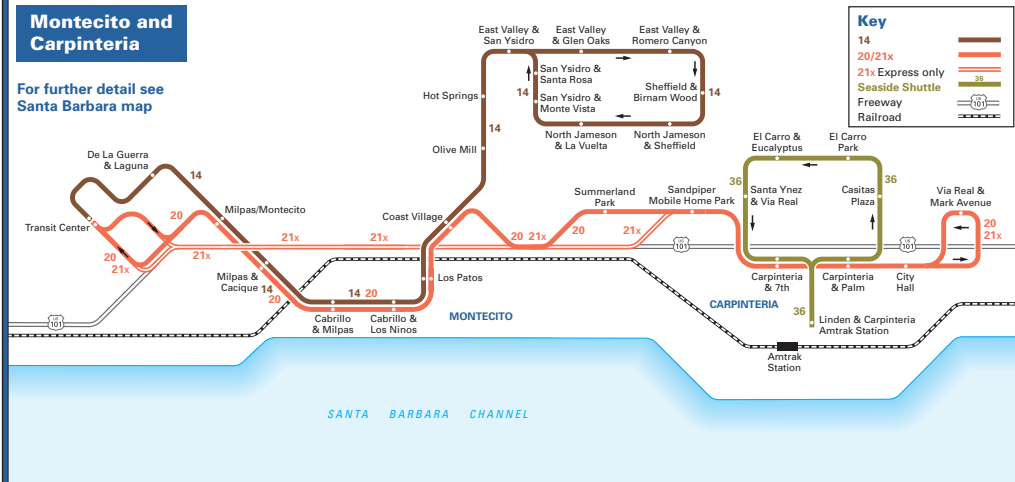 Montecito and
Carpinteria
For further detail see
Santa Barbara map
Key
14
20/21x
21x Express only
36
Seaside Shuttle
Freeway
US
101
Railroad
East Valley &
San Ysidro
East Valley
& Glen Oaks
East Valley &
Romero Canyon
San Ysidro &
Santa Rosa
Sheffield &
Birnam Wood
Hot Springs
14
14
San Ysidro &
Monte Vista
14
North Jameson
& La Vuelta
North Jameson
& Sheffield
Olive Mill
De La Guerra
& Laguna
14
El Carro &
Eucalyptus
El Carro
Park
36
36
Santa Ynez
& Via Real
Casitas
Plaza
Via Real &
Mark Avenue
Summerland
Park
Sandpiper
Mobile Home Park
Milpas/Montecito
Coast Village
Transit Center
20
20
21x
21x
21x
21x
20
21x
20
21x
US
101
US
101
20
21x
Milpas &
Cacique
14
20
14
20
Los Patos
Cabrillo
& Milpas
Cabrillo &
Los Ninos
MONTECITO
Carpinteria
& 7th
Carpinteria
& Palm
City
Hall
CARPINTERIA
36
Linden & Carpinteria
Amtrak Station
US
101
Amtrak
Station
SANTA BARBARA CHANNEL